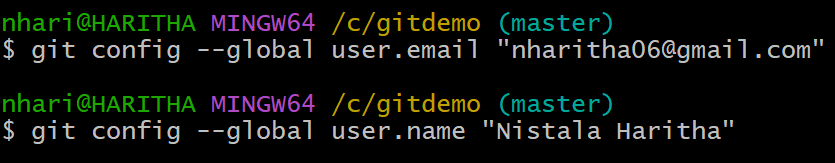 nhari@HARITHA MINGW64 /c/gitdemo (master)
$ git config --global user.email "nharitha06@gmail.com"
nhari@HARITHA MINGW64 /c/gitdemo (master)
$ git config --global user.name "Nistala Haritha"